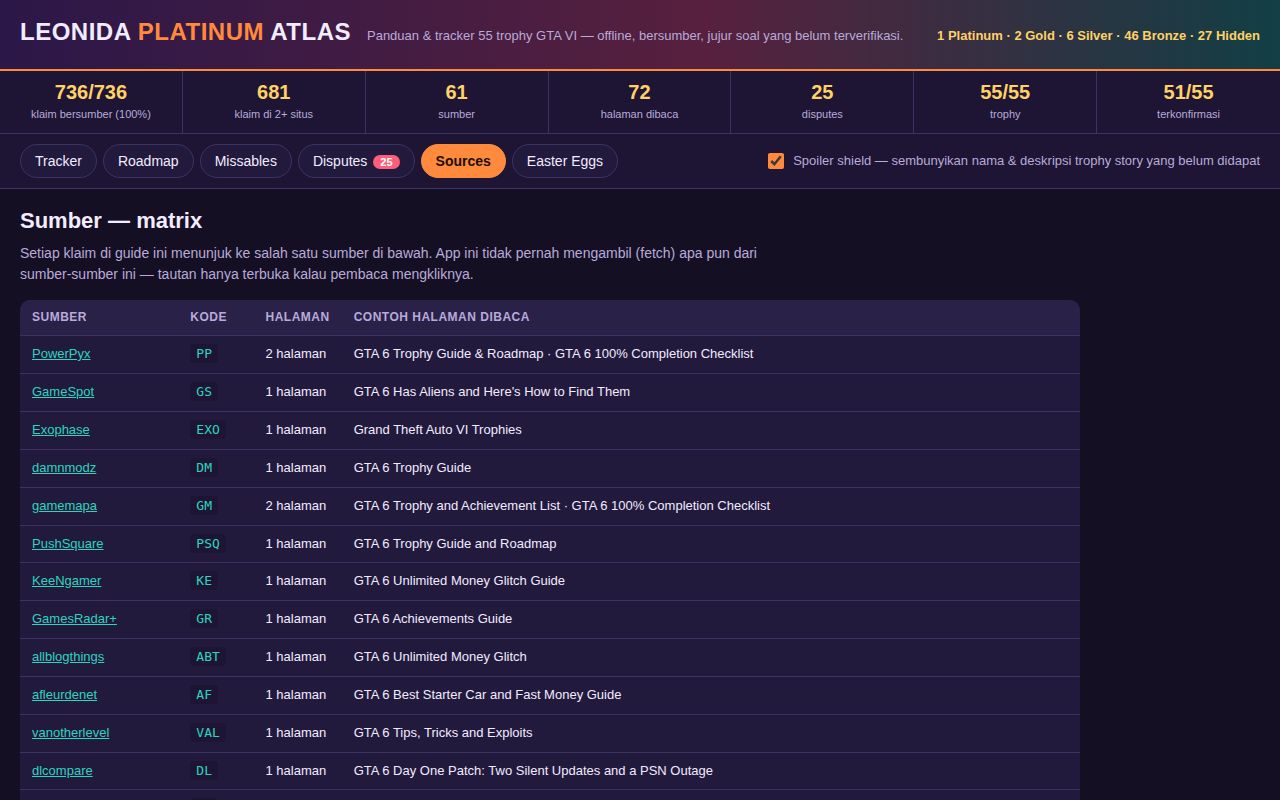 LEONIDA PLATINUM ATLAS
Panduan & tracker 55 trophy GTA VI — offline, bersumber, jujur soal yang belum terverifikasi.
1 Platinum · 2 Gold · 6 Silver · 46 Bronze · 27 Hidden
736/736
klaim bersumber (100%)
681
klaim di 2+ situs
61
sumber
72
halaman dibaca
25
disputes
55/55
trophy
51/55
terkonfirmasi
Tracker
Roadmap
Missables
Disputes 25
Sources
Easter Eggs
Spoiler shield — sembunyikan nama & deskripsi trophy story yang belum didapat
Sumber — matrix
Setiap klaim di guide ini menunjuk ke salah satu sumber di bawah. App ini tidak pernah mengambil (fetch) apa pun dari
sumber-sumber ini — tautan hanya terbuka kalau pembaca mengkliknya.
SUMBER KODE HALAMAN CONTOH HALAMAN DIBACA
PowerPyx PP 2 halaman GTA 6 Trophy Guide & Roadmap · GTA 6 100% Completion Checklist
GameSpot GS 1 halaman GTA 6 Has Aliens and Here's How to Find Them
Exophase EXO 1 halaman Grand Theft Auto VI Trophies
damnmodz DM 1 halaman GTA 6 Trophy Guide
gamemapa GM 2 halaman GTA 6 Trophy and Achievement List · GTA 6 100% Completion Checklist
PushSquare PSQ 1 halaman GTA 6 Trophy Guide and Roadmap
KeeNgamer KE 1 halaman GTA 6 Unlimited Money Glitch Guide
GamesRadar+ GR 1 halaman GTA 6 Achievements Guide
allblogthings ABT 1 halaman GTA 6 Unlimited Money Glitch
afleurdenet AF 1 halaman GTA 6 Best Starter Car and Fast Money Guide
vanotherlevel VAL 1 halaman GTA 6 Tips, Tricks and Exploits
dlcompare DL 1 halaman GTA 6 Day One Patch: Two Silent Updates and a PSN Outage